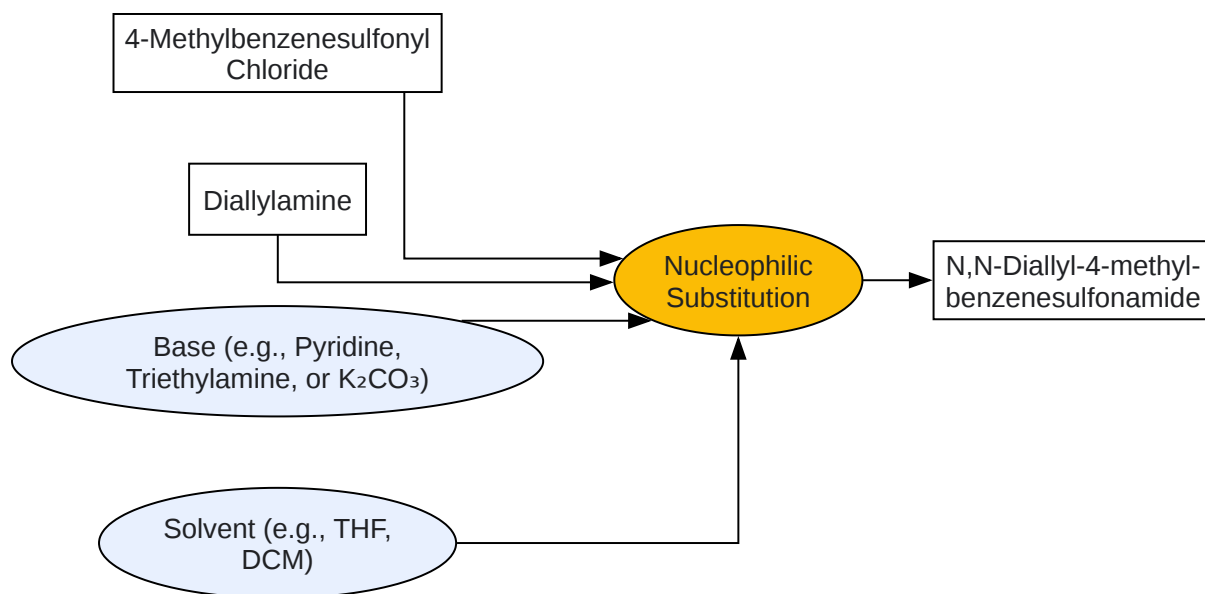 4-Methylbenzenesulfonyl
Chloride
Diallylamine
Nucleophilic
Substitution
N,N-Diallyl-4-methyl-
benzenesulfonamide
Base (e.g., Pyridine,
Triethylamine, or K₂CO₃)
Solvent (e.g., THF,
DCM)